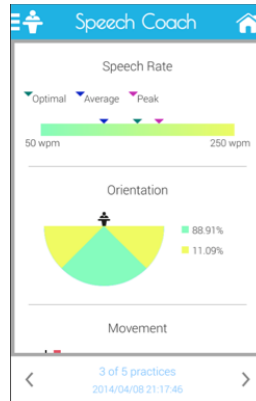 Speech Coach
Speech Rate
Optimal Average Peak
50 wpm 250 wpm
Orientation
88.91%
11.09%
Movement
3 of 5 practices
2014/04/08 21:17:46